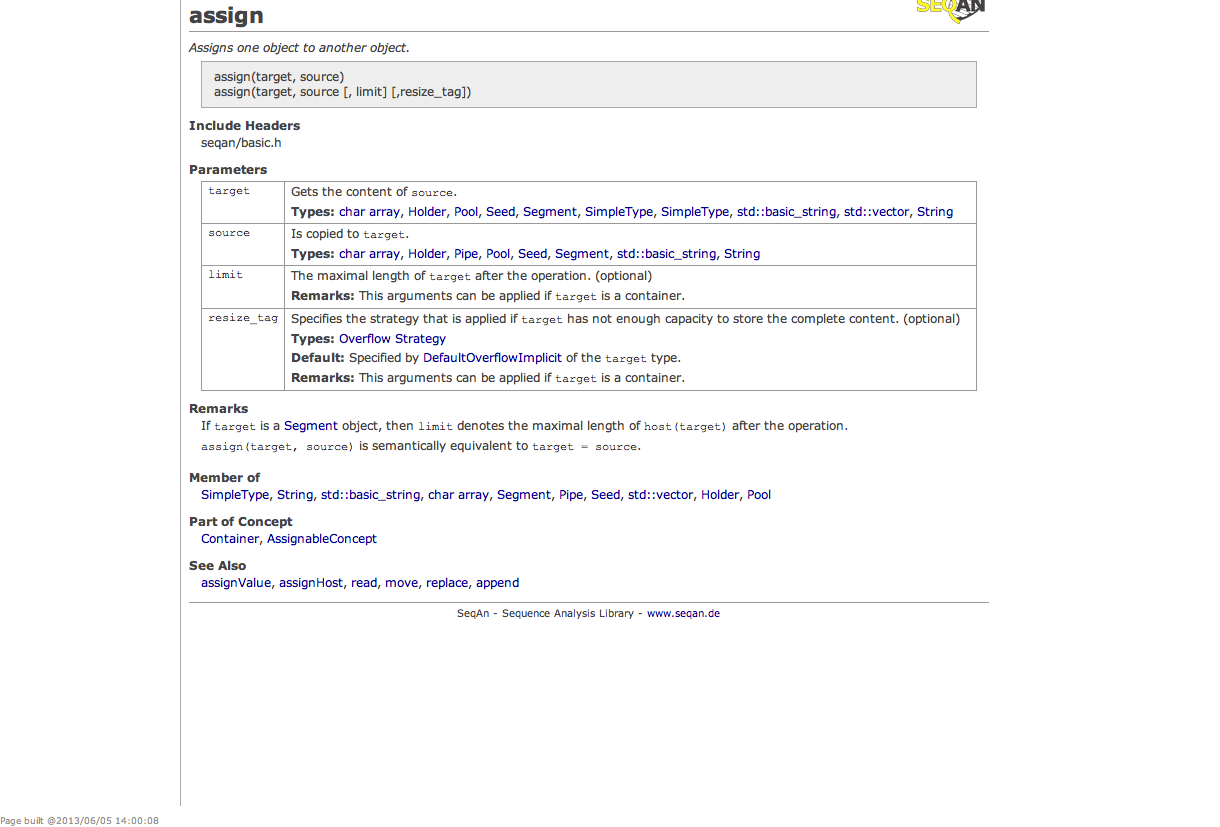 assign
SEQAN
Assigns one object to another object.
assign(target, source)
assign(target, source [, limit] [,resize_tag])
Include Headers
seqan/basic.h
Parameters
target
Gets the content of source.
Types: char array, Holder, Pool, Seed, Segment, SimpleType, SimpleType, std::basic_string, std::vector, String
source
Is copied to target.
Types: char array, Holder, Pipe, Pool, Seed, Segment, std::basic_string, String
limit
The maximal length of target after the operation. (optional)
Remarks: This arguments can be applied if target is a container.
resize_tag
Specifies the strategy that is applied if target has not enough capacity to store the complete content. (optional)
Types: Overflow Strategy
Default: Specified by DefaultOverflowImplicit of the target type.
Remarks: This arguments can be applied if target is a container.
Remarks
If target is a Segment object, then limit denotes the maximal length of host(target) after the operation.
assign(target, source) is semantically equivalent to target = source.
Member of
SimpleType, String, std::basic_string, char array, Segment, Pipe, Seed, std::vector, Holder, Pool
Part of Concept
Container, AssignableConcept
See Also
assignValue, assignHost, read, move, replace, append
SeqAn - Sequence Analysis Library - www.seqan.de
Page built @2013/06/05 14:00:08